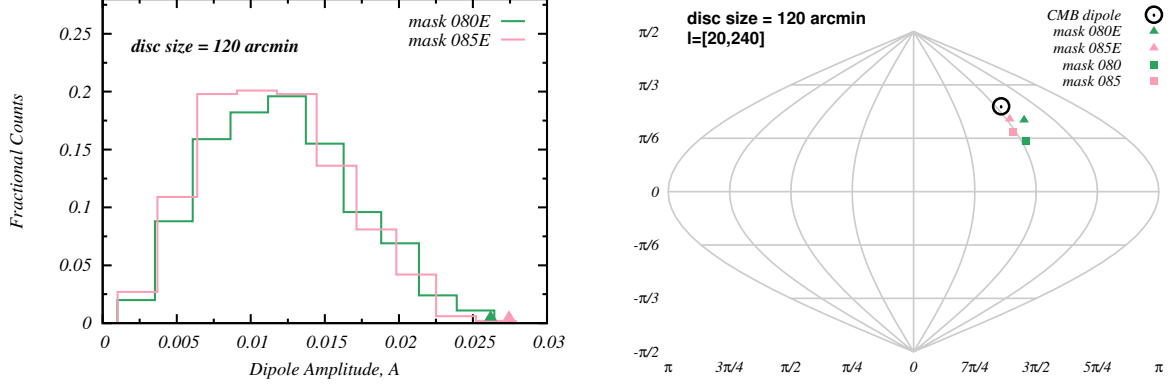 mask 080E
mask 085E
disc size = 120 arcmin
Fractional Counts
0.25
0.2
0.15
0.1
0.05
0
0 0.005 0.01 0.015 0.02 0.025 0.03
Dipole Amplitude, A
disc size = 120 arcmin
l=[20,240]
CMB dipole
mask 080E
mask 085E
mask 080
mask 085
π/2
π/3
π/6
0
-π/6
-π/3
-π/2
π 3π/4 π/2 π/4 0 7π/4 3π/2 5π/4 π